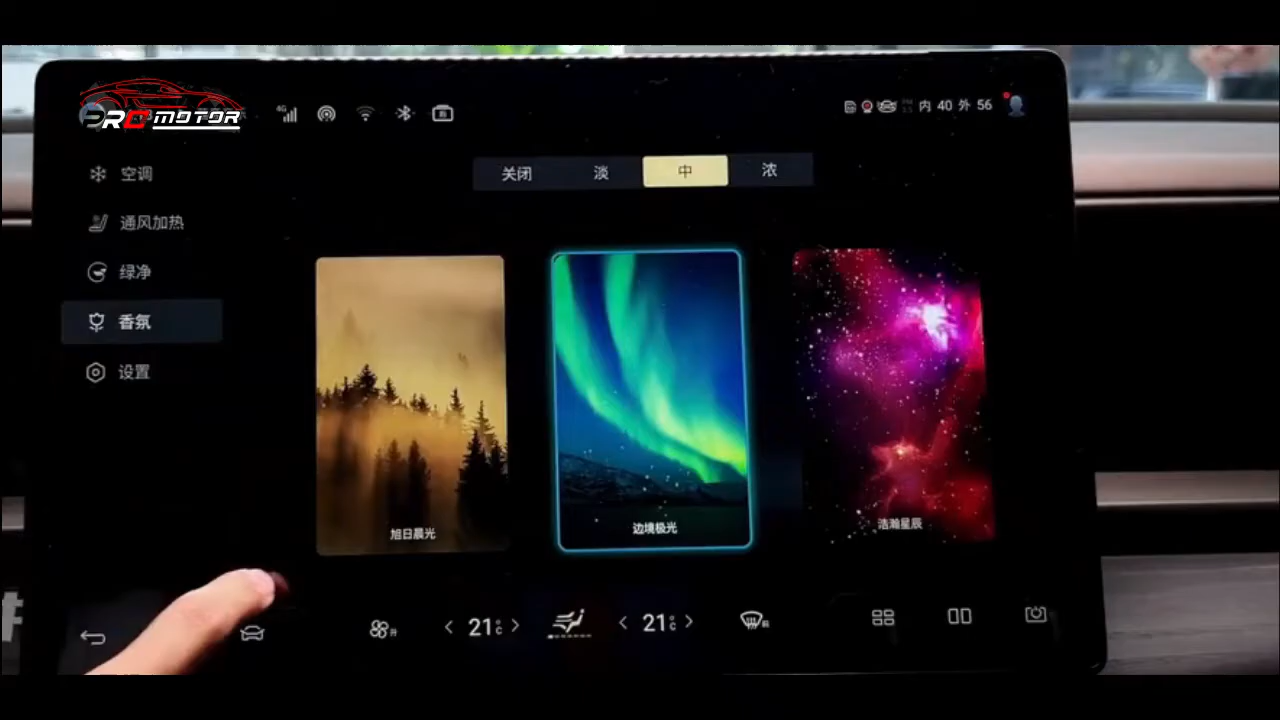 PRC MOTOR
4G
内 40 外 56
空调
关闭 淡 中 浓
通风加热
绿净
香氛
设置
旭日晨光
边境极光
浩瀚星辰
21°C
21°C